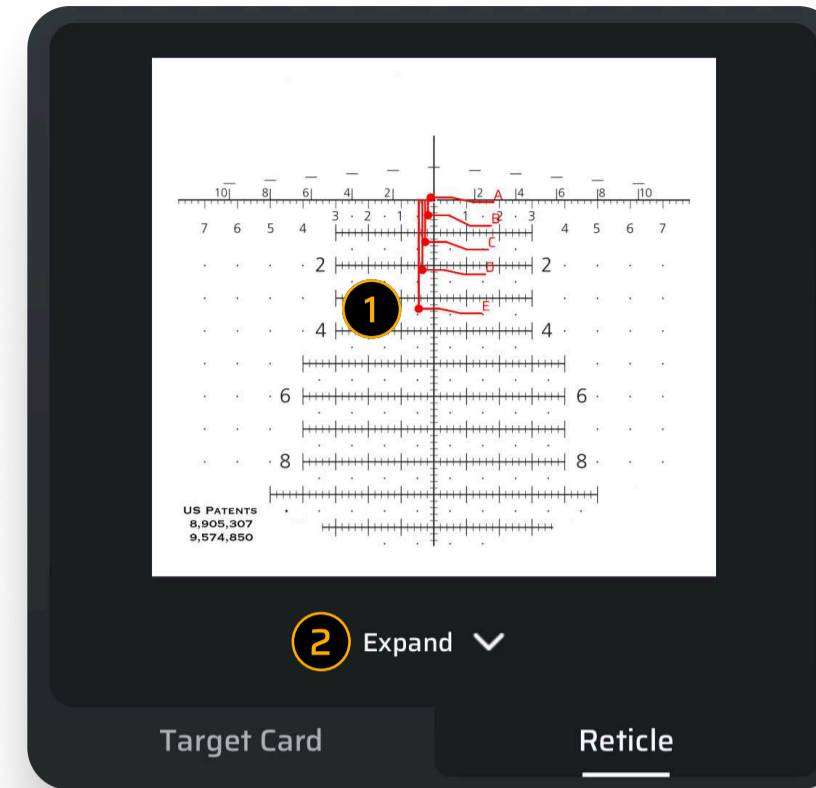 10| 8| 6| 4| 2| |2 |4 |6 |8 |10 A
7 6 5 4 3 2 1 1 2 3 4 5 6 7
B
C
2 D 2
1 E
4 4
6 6
8 8
US PATENTS
8,905,307
9,574,850
2 Expand
Target Card Reticle